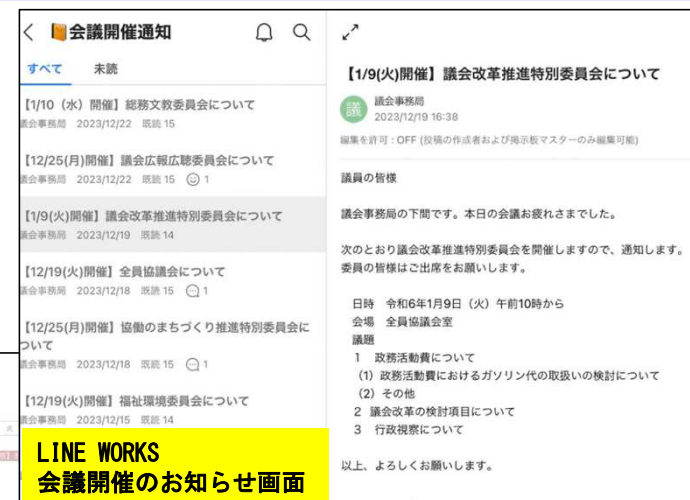 会議開催通知
すべて 未読
【1/10（水）開催】総務文教委員会について
議会事務局 2023/12/22 既読 15
【12/25(月)開催】議会広報広聴委員会について
議会事務局 2023/12/22 既読 15 1
【1/9(火)開催】議会改革推進特別委員会について
議会事務局 2023/12/19 既読 14
【12/19(火)開催】全員協議会について
議会事務局 2023/12/18 既読 15 1
【12/25(月)開催】協働のまちづくり推進特別委員会に
ついて
議会事務局 2023/12/18 既読 15 1
【12/19(火)開催】福祉環境委員会について
議会事務局 2023/12/15 既読 14
LINE WORKS
会議開催のお知らせ画面
【1/9(火)開催】議会改革推進特別委員会について
議
議会事務局
2023/12/19 16:38
編集を許可 : OFF (投稿の作成者および掲示板マスターのみ編集可能)
議員の皆様
議会事務局の下間です。本日の会議お疲れさまでした。
次のとおり議会改革推進特別委員会を開催しますので、通知します。
委員の皆様はご出席をお願いします。
日時 令和6年1月9日（火）午前10時から
会場 全員協議会室
議題
1 政務活動費について
（1）政務活動費におけるガソリン代の取扱いの検討について
（2）その他
2 議会改革の検討項目について
3 行政視察について
以上、よろしくお願いします。